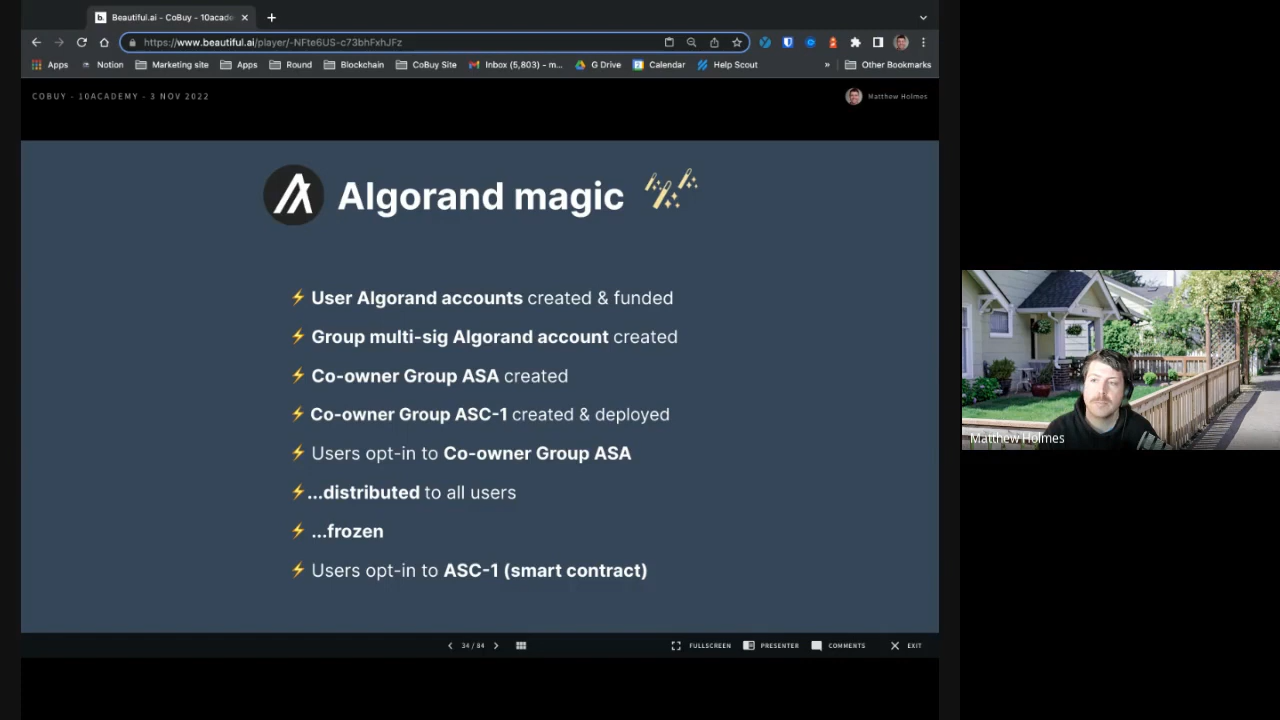 Beautiful.ai - CoBuy - 10acade
https://www.beautiful.ai/player/-NFte6US-c73bhFxhJFz
Apps Notion Marketing site Apps Round Blockchain CoBuy Site Inbox (5,803) – m... G Drive Calendar Help Scout » Other Bookmarks
COBUY - 10ACADEMY - 3 NOV 2022
Matthew Holmes
Algorand magic
User Algorand accounts created & funded
Group multi-sig Algorand account created
Co-owner Group ASA created
Co-owner Group ASC-1 created & deployed
Users opt-in to Co-owner Group ASA
...distributed to all users
...frozen
Users opt-in to ASC-1 (smart contract)
34 / 84 FULLSCREEN PRESENTER COMMENTS EXIT
Matthew Holmes